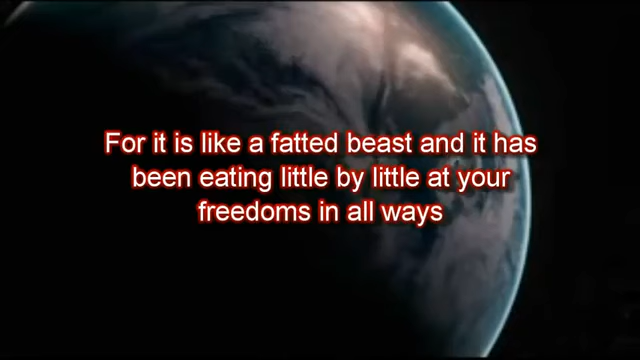 For it is like a fatted beast and it has
been eating little by little at your
freedoms in all ways